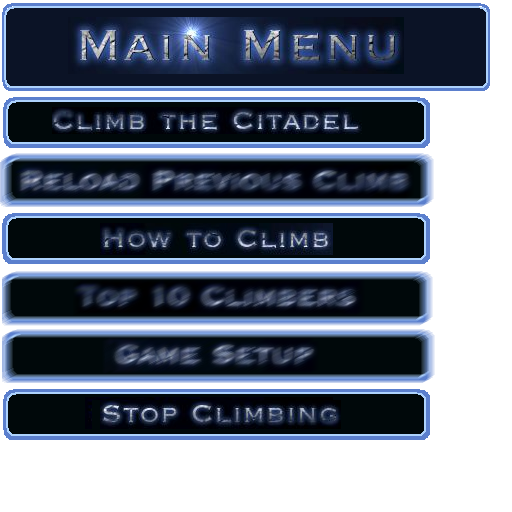 Main Menu
Climb the Citadel
Reload Previous Climb
How to Climb
Top 10 Climbers
Game Setup
Stop Climbing